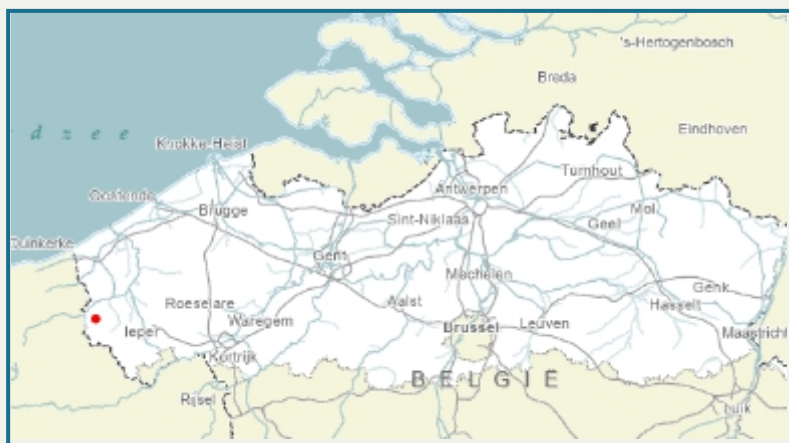 's-Hertogenbosch
Breda
d z e e
Eindhoven
Knokke-Heist
Turnhout
Antwerpen
Oostende
Mol
Brugge
Sint-Niklaas
Geel
Duinkerke
Gent
Mechelen
Genk
Roeselare
Aalst
Hasselt
Waregem
Ieper
Brussel
Leuven
Maastricht
Kortrijk
BELGIË
Rijsel
Luik